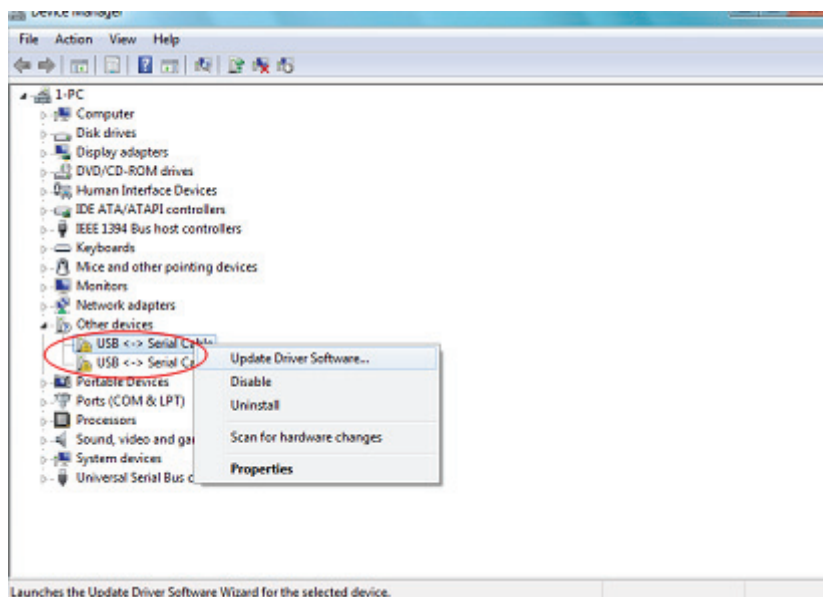 Device Manager
File Action View Help
1-PC
Computer
Disk drives
Display adapters
DVD/CD-ROM drives
Human Interface Devices
IDE ATA/ATAPI controllers
IEEE 1394 Bus host controllers
Keyboards
Mice and other pointing devices
Monitors
Network adapters
Other devices
USB <-> Serial Cable
USB <-> Serial Ca
Portable Devices
Ports (COM & LPT)
Processors
Sound, video and ga
System devices
Universal Serial Bus c
Update Driver Software...
Disable
Uninstall
Scan for hardware changes
Properties
Launches the Update Driver Software Wizard for the selected device.